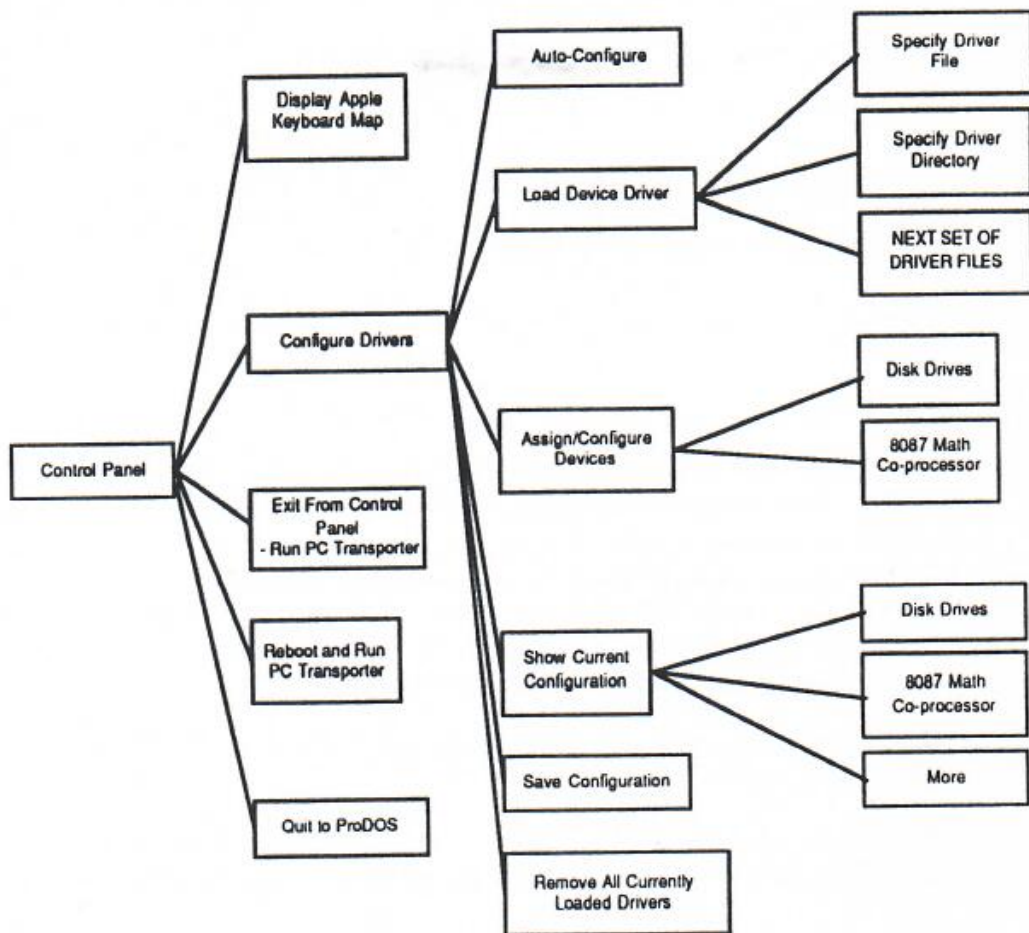 Control Panel
Display Apple
Keyboard Map
Configure Drivers
Exit From Control
Panel
- Run PC Transporter
Reboot and Run
PC Transporter
Quit to ProDOS
Auto-Configure
Load Device Driver
Assign/Configure
Devices
Show Current
Configuration
Save Configuration
Remove All Currently
Loaded Drivers
Specify Driver
File
Specify Driver
Directory
NEXT SET OF
DRIVER FILES
Disk Drives
8087 Math
Co-processor
Disk Drives
8087 Math
Co-processor
More